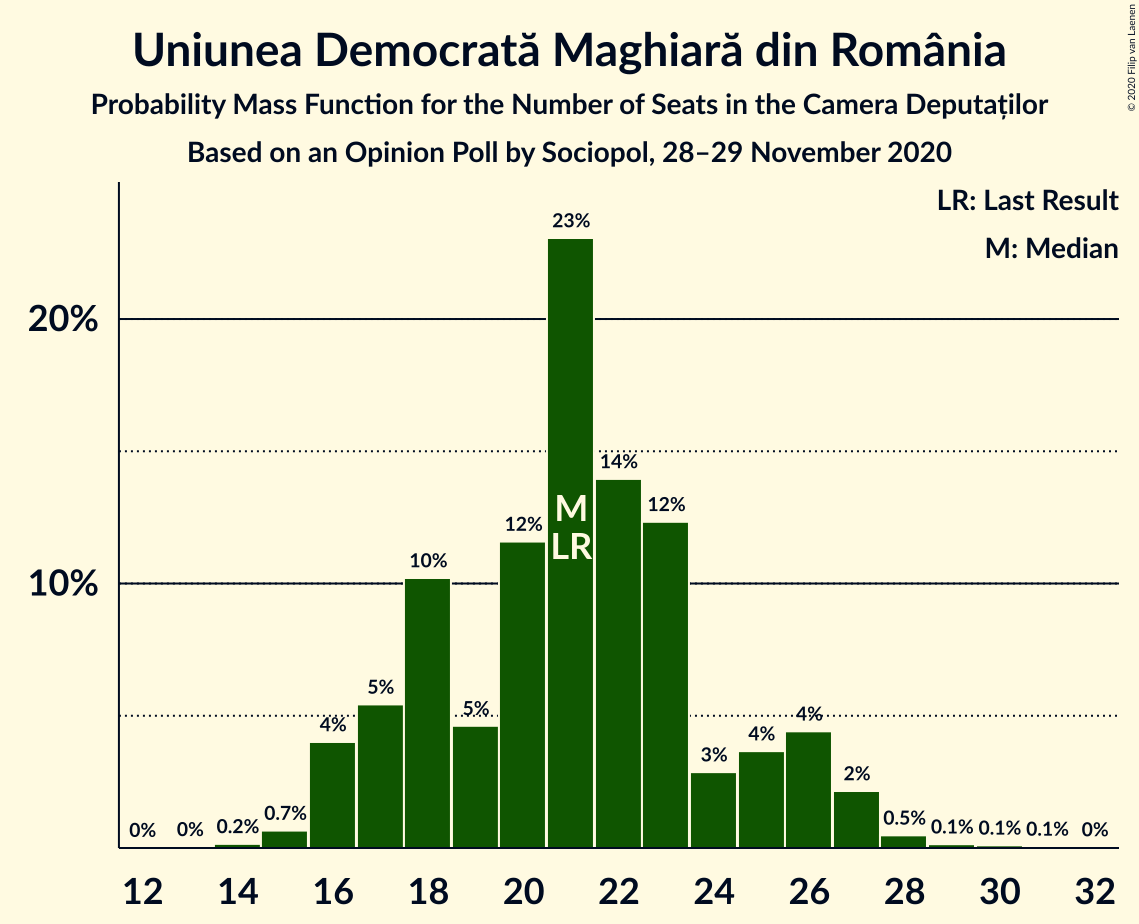 Uniunea Democrată Maghiară din România
Probability Mass Function for the Number of Seats in the Camera Deputaților
Based on an Opinion Poll by Sociopol, 28–29 November 2020
© 2020 Filip van Laenen
LR: Last Result
M: Median
20%
10%
0%
0%
0.2%
0.7%
4%
5%
10%
5%
12%
23%
M
LR
14%
12%
3%
4%
4%
2%
0.5%
0.1%
0.1%
0.1%
0%
12 14 16 18 20 22 24 26 28 30 32